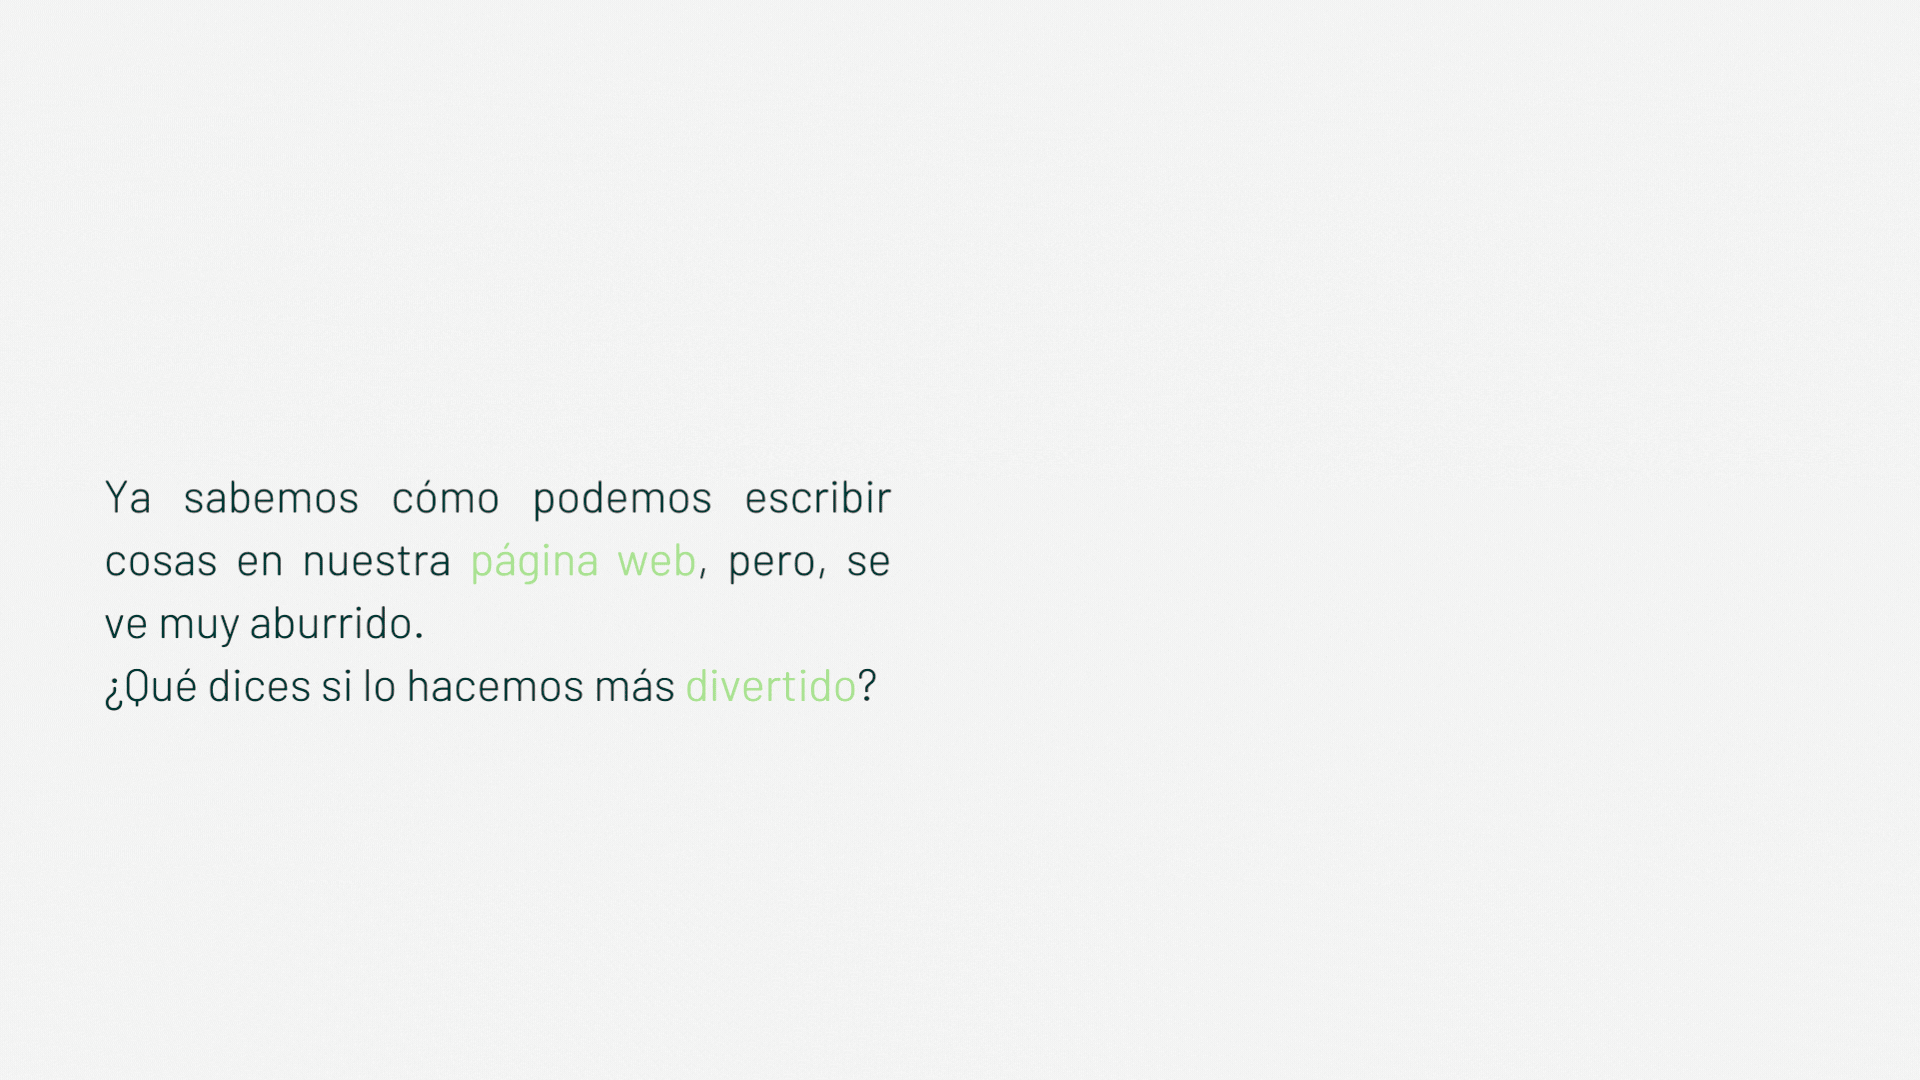 Ya sabemos cómo podemos escribir
cosas en nuestra página web, pero, se
ve muy aburrido.
¿Qué dices si lo hacemos más divertido?